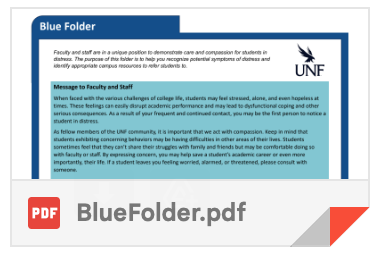 Blue Folder
Faculty and staff are in a unique position to demonstrate care and compassion for students in
distress. The purpose of this folder is to help you recognize potential symptoms of distress and
identify appropriate campus resources to refer students to.
UNF
Message to Faculty and Staff
When faced with the various challenges of college life, students may feel stressed, alone, and even hopeless at
times. These feelings can easily disrupt academic performance and may lead to dysfunctional coping and other
serious consequences. As a result of your frequent and continued contact, you may be the first person to notice a
student in distress.
As fellow members of the UNF community, it is important that we act with compassion. Keep in mind that
students exhibiting concerning behaviors may be having difficulties in other areas of their lives. Students
sometimes feel that they can't share their struggles with family and friends but may be comfortable doing so
with faculty or staff. By expressing concern, you may help save a student's academic career or even more
importantly, their life. If a student leaves you feeling worried, alarmed, or threatened, please consult with
someone.
PDF
BlueFolder.pdf